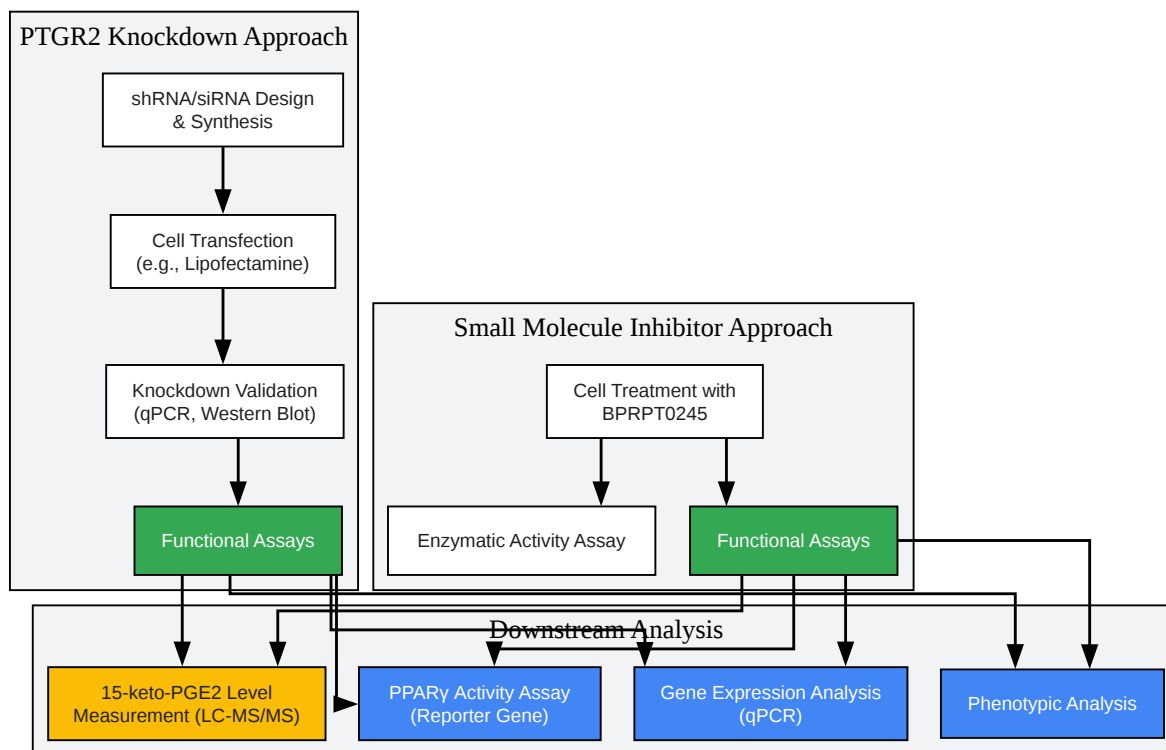 PTGR2 Knockdown Approach
shRNA/siRNA Design
& Synthesis
Cell Transfection
(e.g., Lipofectamine)
Knockdown Validation
(qPCR, Western Blot)
Functional Assays
Small Molecule Inhibitor Approach
Cell Treatment with
BPRPT0245
Enzymatic Activity Assay
Functional Assays
Downstream Analysis
15-keto-PGE2 Level
Measurement (LC-MS/MS)
PPARγ Activity Assay
(Reporter Gene)
Gene Expression Analysis
(qPCR)
Phenotypic Analysis